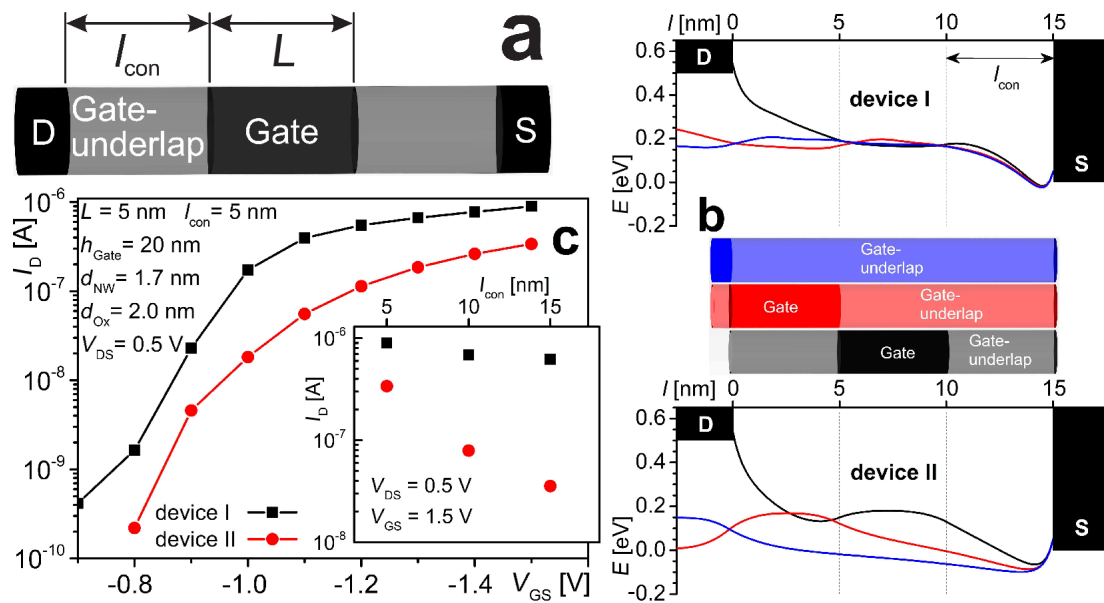 a
l_con
L
D
Gate-
underlap
Gate
S
I_D [A]
10^-6
10^-7
10^-8
10^-9
10^-10
L = 5 nm l_con = 5 nm
h_Gate = 20 nm
d_NW = 1.7 nm
d_Ox = 2.0 nm
V_DS = 0.5 V
c
l_con [nm]
5 10 15
I_D [A]
10^-6
10^-7
10^-8
V_DS = 0.5 V
V_GS = 1.5 V
device I
device II
-0.8 -1.0 -1.2 -1.4 V_GS [V]
l [nm] 0 5 10 15
E [eV]
0.6
0.4
0.2
0.0
-0.2
D
l_con
device I
S
b
Gate-
underlap
Gate
Gate-
underlap
Gate
Gate-
underlap
l [nm] 0 5 10 15
E [eV]
0.6
0.4
0.2
0.0
-0.2
D
device II
S